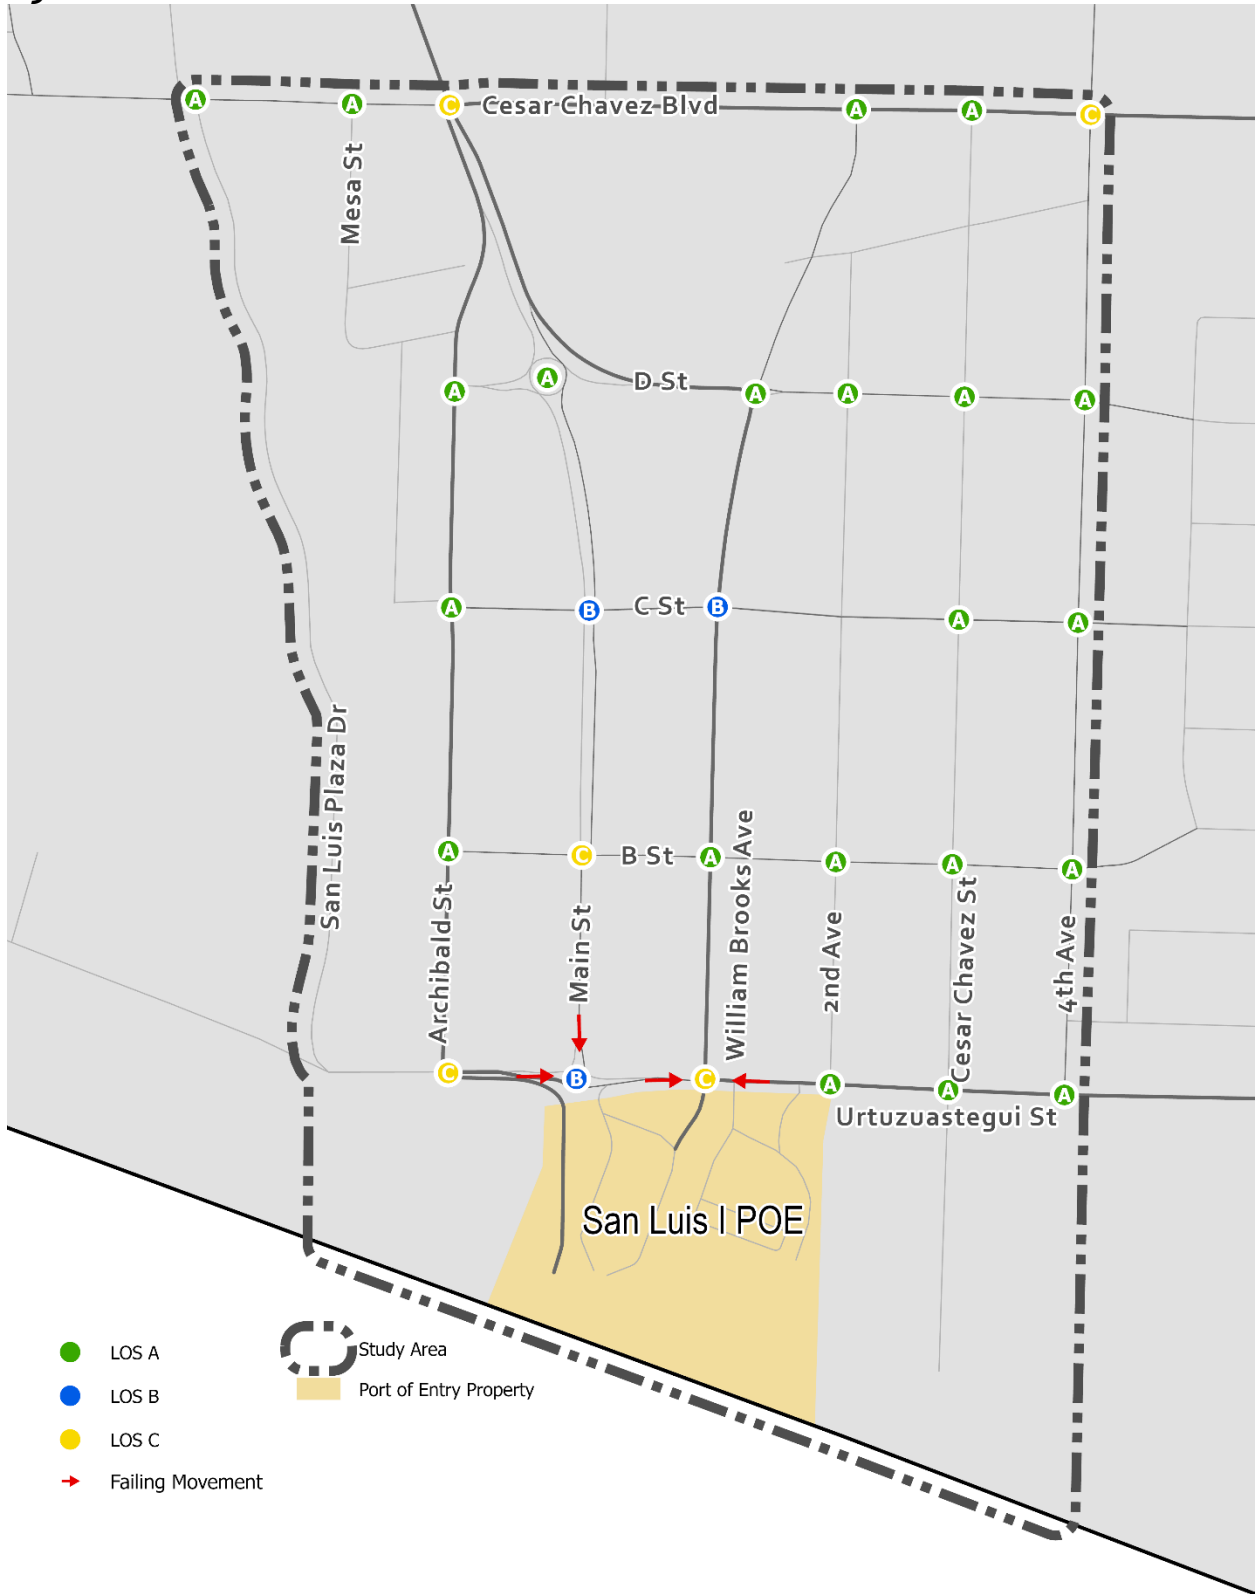 A A C Cesar Chavez Blvd A A C
Mesa St
A A D St A A A A
A B C St B A A
San Luis Plaza Dr
A C B St A A A A
Archibald St
Main St
William Brooks Ave
2nd Ave
Cesar Chavez St
4th Ave
C B C A A A
Urtuzuastegui St
San Luis I POE
LOS A
LOS B
LOS C
Failing Movement
Study Area
Port of Entry Property